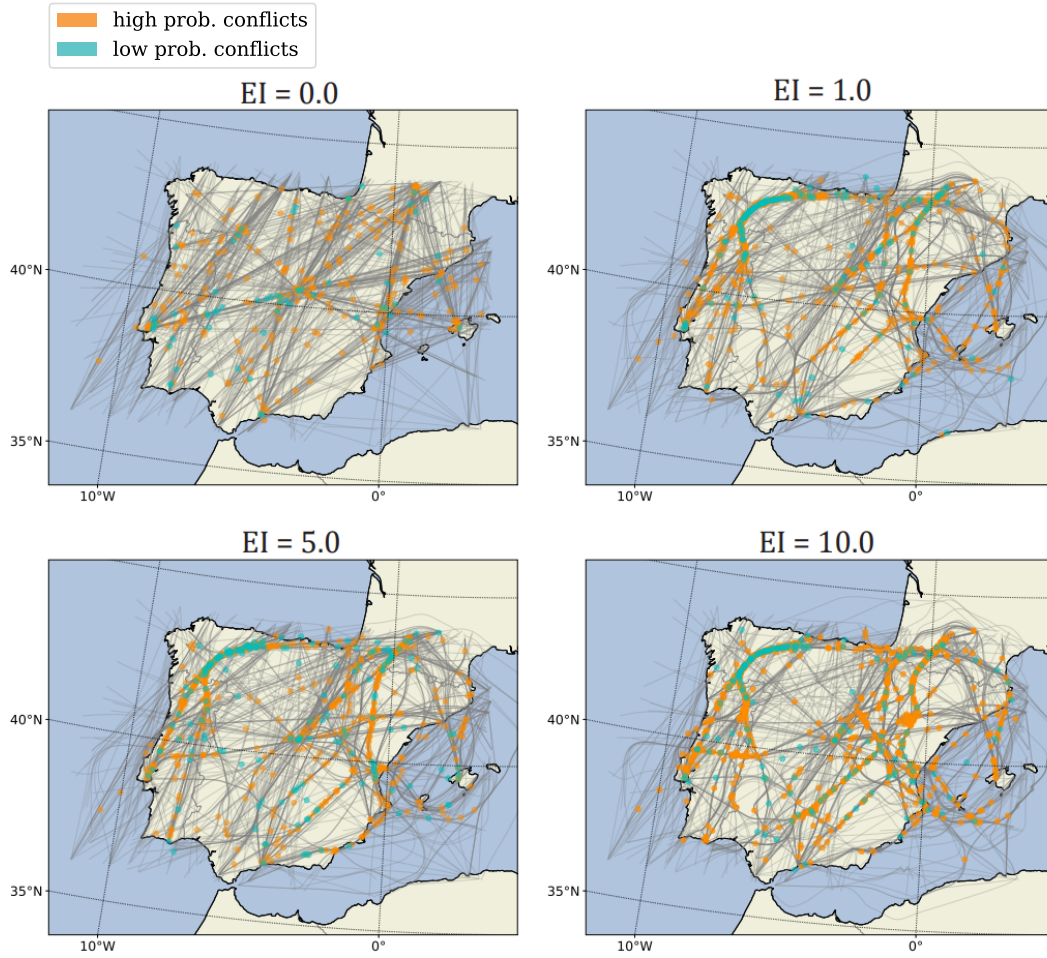 high prob. conflicts
low prob. conflicts
EI = 0.0
EI = 1.0
40°N
35°N
10°W
0°
40°N
35°N
10°W
0°
EI = 5.0
EI = 10.0
40°N
35°N
10°W
0°
40°N
35°N
10°W
0°